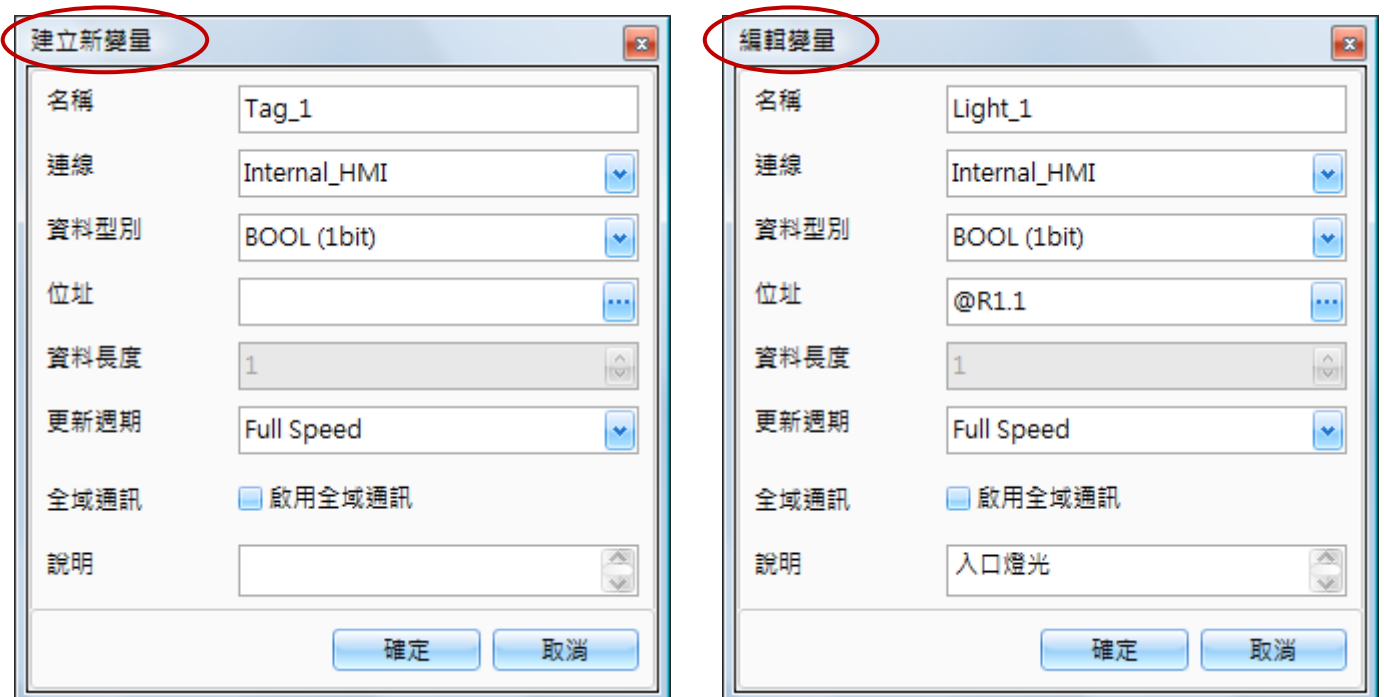 建立新變量
名稱
Tag_1
連線
Internal_HMI
資料型別
BOOL (1bit)
位址
資料長度
1
更新週期
Full Speed
全域通訊
啟用全域通訊
說明
確定
取消
編輯變量
名稱
Light_1
連線
Internal_HMI
資料型別
BOOL (1bit)
位址
@R1.1
資料長度
1
更新週期
Full Speed
全域通訊
啟用全域通訊
說明
入口燈光
確定
取消